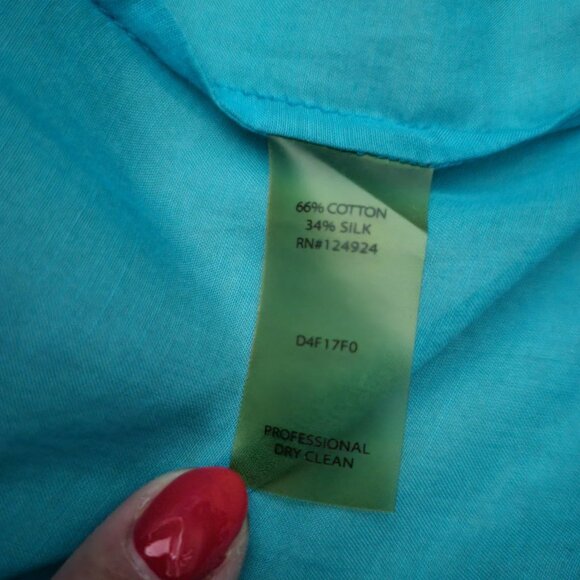 66% COTTON
34% SILK
RN#124924
D4F17F0
PROFESSIONAL
DRY CLEAN